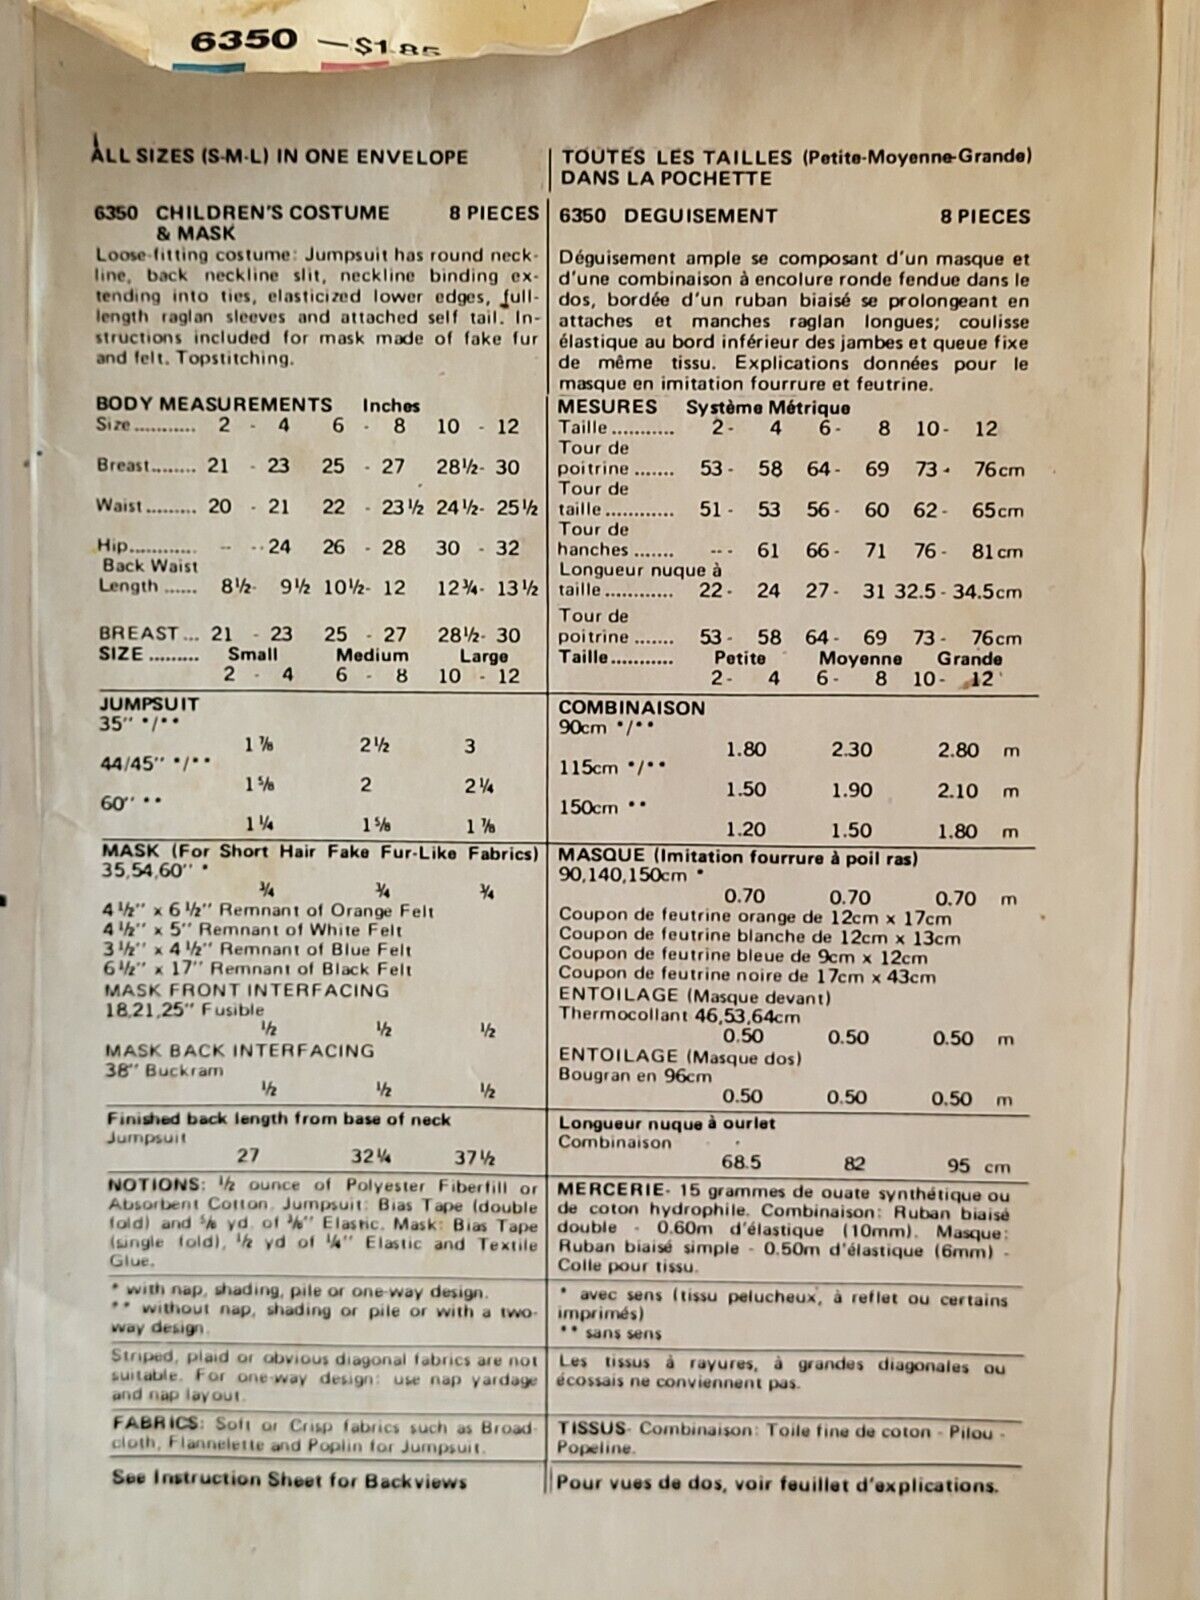 6350 — $1.85
ALL SIZES (S-M-L) IN ONE ENVELOPE
6350 CHILDREN'S COSTUME 8 PIECES
& MASK
Loose-fitting costume: Jumpsuit has round neck-
line, back neckline slit, neckline binding ex-
tending into ties, elasticized lower edges, full-
length raglan sleeves and attached self tail. In-
structions included for mask made of fake fur
and felt. Topstitching.
BODY MEASUREMENTS Inches
Size ............ 2 - 4 6 - 8 10 - 12
Breast......... 21 - 23 25 - 27 28½- 30
Waist .......... 20 - 21 22 - 23½ 24½- 25½
Hip............. -- --24 26 - 28 30 - 32
Back Waist
Length ....... 8½- 9½ 10½- 12 12¾- 13½
BREAST ... 21 - 23 25 - 27 28½- 30
SIZE ......... Small Medium Large
2 - 4 6 - 8 10 - 12
JUMPSUIT
35'' */**
1⅞ 2½ 3
44/45'' */**
1⅝ 2 2¼
60'' **
1¼ 1⅝ 1⅞
MASK (For Short Hair Fake Fur-Like Fabrics)
35,54,60'' *
¾ ¾ ¾
4½'' x 6½'' Remnant of Orange Felt
4½'' x 5'' Remnant of White Felt
3½'' x 4½'' Remnant of Blue Felt
6½'' x 17'' Remnant of Black Felt
MASK FRONT INTERFACING
18,21,25'' Fusible
½ ½ ½
MASK BACK INTERFACING
38'' Buckram
½ ½ ½
Finished back length from base of neck
Jumpsuit
27 32¼ 37½
NOTIONS: ½ ounce of Polyester Fiberfill or
Absorbent Cotton. Jumpsuit: Bias Tape (double
fold) and ⅝ yd. of ⅜'' Elastic. Mask: Bias Tape
(single fold), ½ yd of ¼'' Elastic and Textile
Glue.
* with nap, shading, pile or one-way design.
** without nap, shading or pile or with a two-
way design.
Striped, plaid or obvious diagonal fabrics are not
suitable. For one-way design: use nap yardage
and nap layout.
FABRICS: Soft or Crisp fabrics such as Broad-
cloth, Flannelette and Poplin for Jumpsuit.
See Instruction Sheet for Backviews
TOUTES LES TAILLES (Petite-Moyenne-Grande)
DANS LA POCHETTE
6350 DEGUISEMENT 8 PIECES
Déguisement ample se composant d'un masque et
d'une combinaison à encolure ronde fendue dans le
dos, bordée d'un ruban biaisé se prolongeant en
attaches et manches raglan longues; coulisse
élastique au bord inférieur des jambes et queue fixe
de même tissu. Explications données pour le
masque en imitation fourrure et feutrine.
MESURES Système Métrique
Taille ........... 2- 4 6- 8 10- 12
Tour de
poitrine ....... 53- 58 64- 69 73- 76cm
Tour de
taille............ 51- 53 56- 60 62- 65cm
Tour de
hanches ....... --- 61 66- 71 76- 81cm
Longueur nuque à
taille............ 22- 24 27- 31 32.5 - 34.5cm
Tour de
poitrine ....... 53- 58 64- 69 73- 76cm
Taille........... Petite Moyenne Grande
2- 4 6- 8 10- 12
COMBINAISON
90cm */**
1.80 2.30 2.80 m
115cm */**
1.50 1.90 2.10 m
150cm **
1.20 1.50 1.80 m
MASQUE (Imitation fourrure à poil ras)
90,140,150cm *
0.70 0.70 0.70 m
Coupon de feutrine orange de 12cm x 17cm
Coupon de feutrine blanche de 12cm x 13cm
Coupon de feutrine bleue de 9cm x 12cm
Coupon de feutrine noire de 17cm x 43cm
ENTOILAGE (Masque devant)
Thermocollant 46,53,64cm
0.50 0.50 0.50 m
ENTOILAGE (Masque dos)
Bougran en 96cm
0.50 0.50 0.50 m
Longueur nuque à ourlet
Combinaison
68.5 82 95 cm
MERCERIE- 15 grammes de ouate synthétique ou
de coton hydrophile. Combinaison: Ruban biaisé
double - 0.60m d'élastique (10mm). Masque:
Ruban biaisé simple - 0.50m d'élastique (6mm) -
Colle pour tissu.
* avec sens (tissu pelucheux, à reflet ou certains
imprimés)
** sans sens
Les tissus à rayures, à grandes diagonales ou
écossais ne conviennent pas.
TISSUS- Combinaison: Toile fine de coton - Pilou -
Popeline.
Pour vues de dos, voir feuillet d'explications.